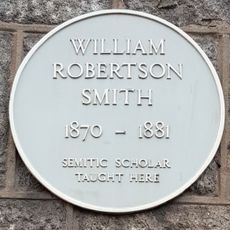 WILLIAM
ROBERTSON
SMITH
1870 - 1881
SEMITIC SCHOLAR
TAUGHT HERE